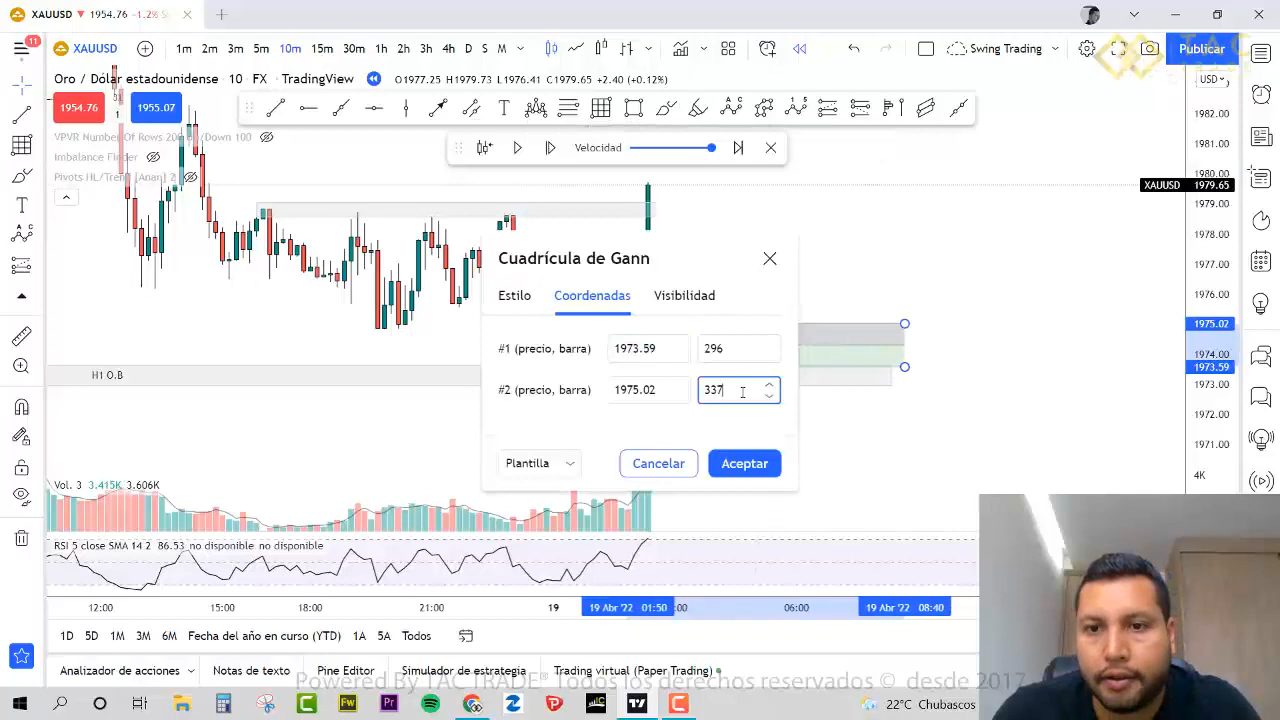 XAUUSD ▼ 1954.76 −1.2%
11
XAUUSD
1m 2m 3m 5m 10m 15m 30m 1h 2h 3h 4h D S M
Swing Trading
Publicar
Oro / Dólar estadounidense · 10 · FX · TradingView
H1979.73
C1979.65 +2.40 (+0.12%)
USD
1954.76
1955.07
VPVR Number Of Rows 200 Up/Down 100
Imbalance Finder
Pivots HL/Trend [Anan] 2
Velocidad
1982.00
1981.00
1980.00
XAUUSD 1979.65
1979.00
1978.00
1977.00
1976.00
1975.02
1974.00
1973.59
1973.00
1972.00
1971.00
4K
Cuadrícula de Gann
Estilo Coordenadas Visibilidad
#1 (precio, barra) 1973.59 296
#2 (precio, barra) 1975.02 337
Plantilla Cancelar Aceptar
H1 O.B
Vol. 3 3.415K 3.606K
RSI 5 close SMA 14 2 86.53 no disponible no disponible
12:00 15:00 18:00 21:00 19 19 Abr '22 01:50 :00 06:00 19 Abr '22 08:40
1D 5D 1M 3M 6M Fecha del año en curso (YTD) 1A 5A Todos
Analizador de acciones Notas de texto Pine Editor Simulador de estrategia Trading virtual (Paper Trading)
Powered By TAC TRADE® Todos los derechos reservados © desde 2017
22°C Chubascos